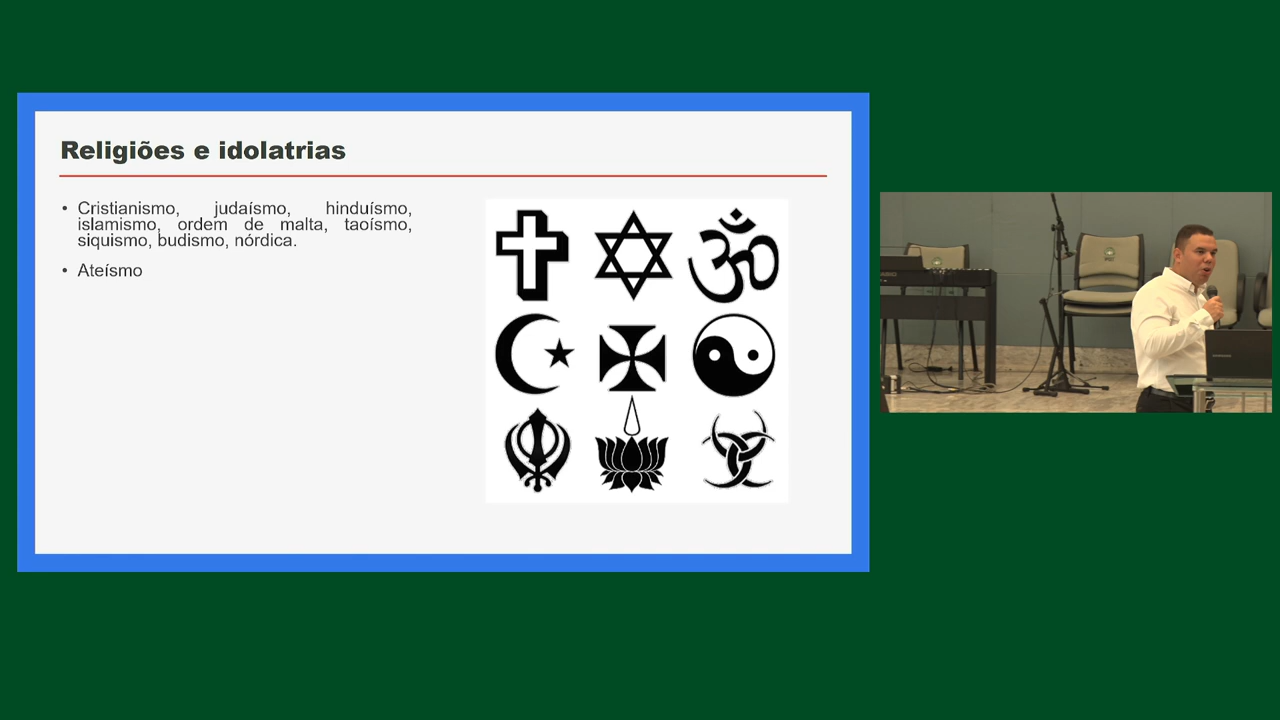 Religiões e idolatrias
• Cristianismo, judaísmo, hinduísmo,
islamismo, ordem de malta, taoísmo,
siquismo, budismo, nórdica.
• Ateísmo